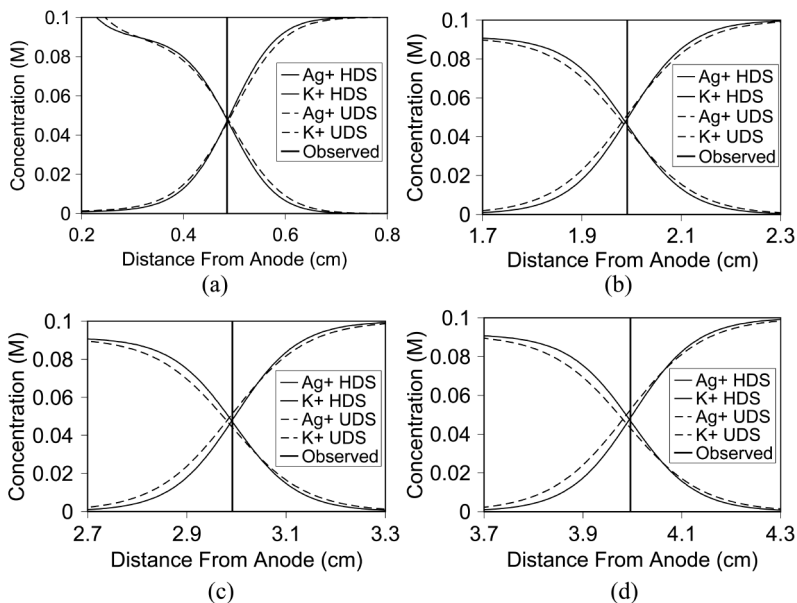 0.1
0.08
0.06
0.04
0.02
0
Concentration (M)
Ag+ HDS
K+ HDS
Ag+ UDS
K+ UDS
Observed
0.2 0.4 0.6 0.8
Distance From Anode (cm)
(a)
0.1
0.08
0.06
0.04
0.02
0
Concentration (M)
Ag+ HDS
K+ HDS
Ag+ UDS
K+ UDS
Observed
1.7 1.9 2.1 2.3
Distance From Anode (cm)
(b)
0.1
0.08
0.06
0.04
0.02
0
Concentration (M)
Ag+ HDS
K+ HDS
Ag+ UDS
K+ UDS
Observed
2.7 2.9 3.1 3.3
Distance From Anode (cm)
(c)
0.1
0.08
0.06
0.04
0.02
0
Concentration (M)
Ag+ HDS
K+ HDS
Ag+ UDS
K+ UDS
Observed
3.7 3.9 4.1 4.3
Distance From Anode (cm)
(d)